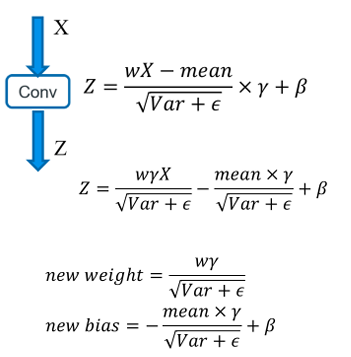 X
Conv
Z = (wX − mean) / √(Var + ϵ) × γ + β
Z
Z = wγX / √(Var + ϵ) − (mean × γ) / √(Var + ϵ) + β
new weight = wγ / √(Var + ϵ)
new bias = − (mean × γ) / √(Var + ϵ) + β